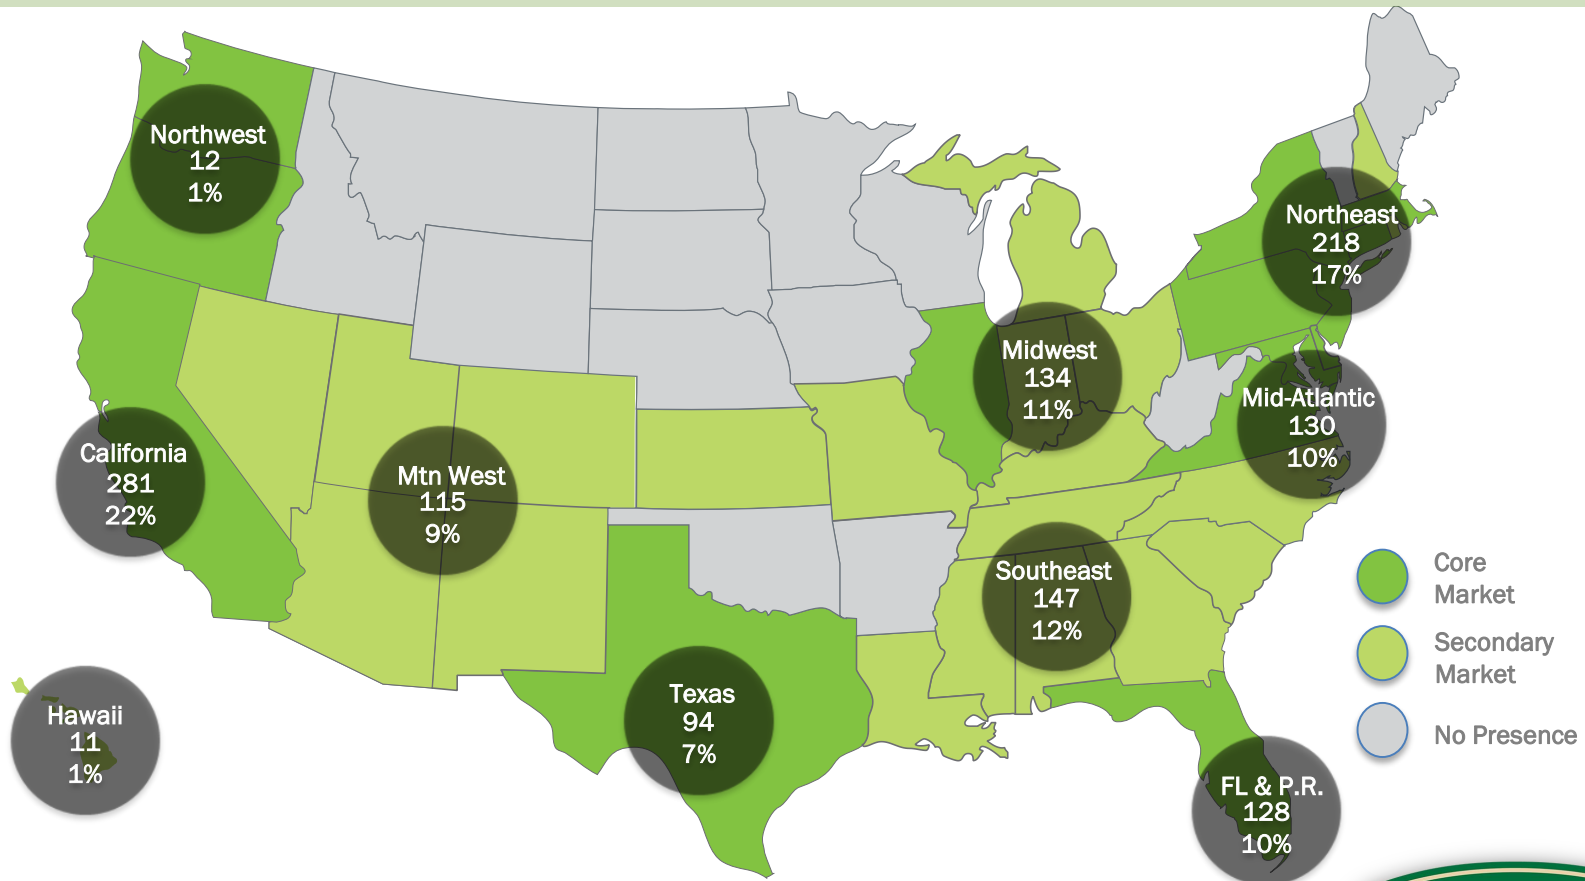 Northwest
12
1%
Northeast
218
17%
Midwest
134
11%
Mid-Atlantic
130
10%
California
281
22%
Mtn West
115
9%
Southeast
147
12%
Core
Market
Secondary
Market
No Presence
Hawaii
11
1%
Texas
94
7%
FL & P.R.
128
10%